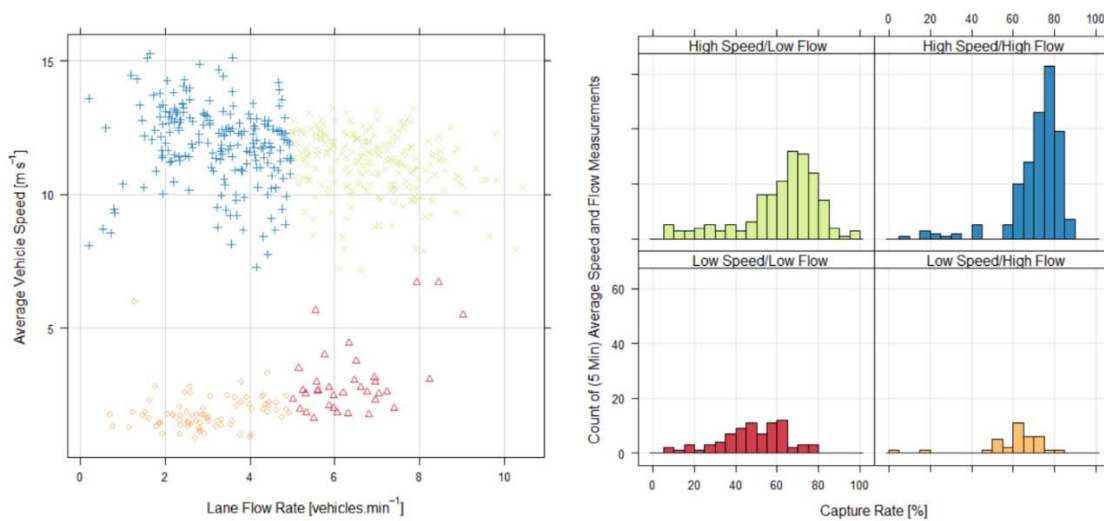 Average Vehicle Speed [m s⁻¹]
15
10
5
0 2 4 6 8 10
Lane Flow Rate [vehicles.min⁻¹]
0 20 40 60 80 100
High Speed/Low Flow
High Speed/High Flow
Low Speed/Low Flow
Low Speed/High Flow
Count of (5 Min) Average Speed and Flow Measurements
60
40
20
0
0 20 40 60 80 100
Capture Rate [%]